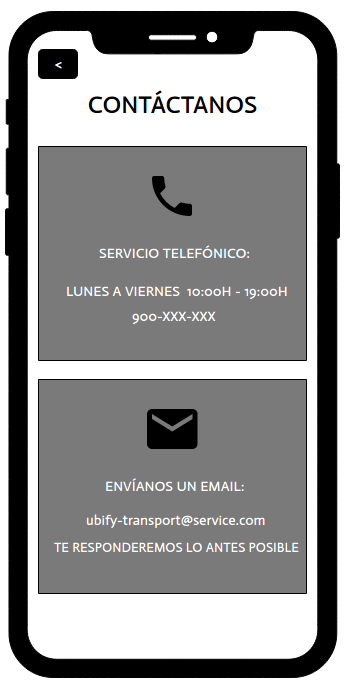 <
CONTÁCTANOS
SERVICIO TELEFÓNICO:
LUNES A VIERNES 10:00H - 19:00H
900-XXX-XXX
ENVÍANOS UN EMAIL:
ubify-transport@service.com
TE RESPONDEREMOS LO ANTES POSIBLE